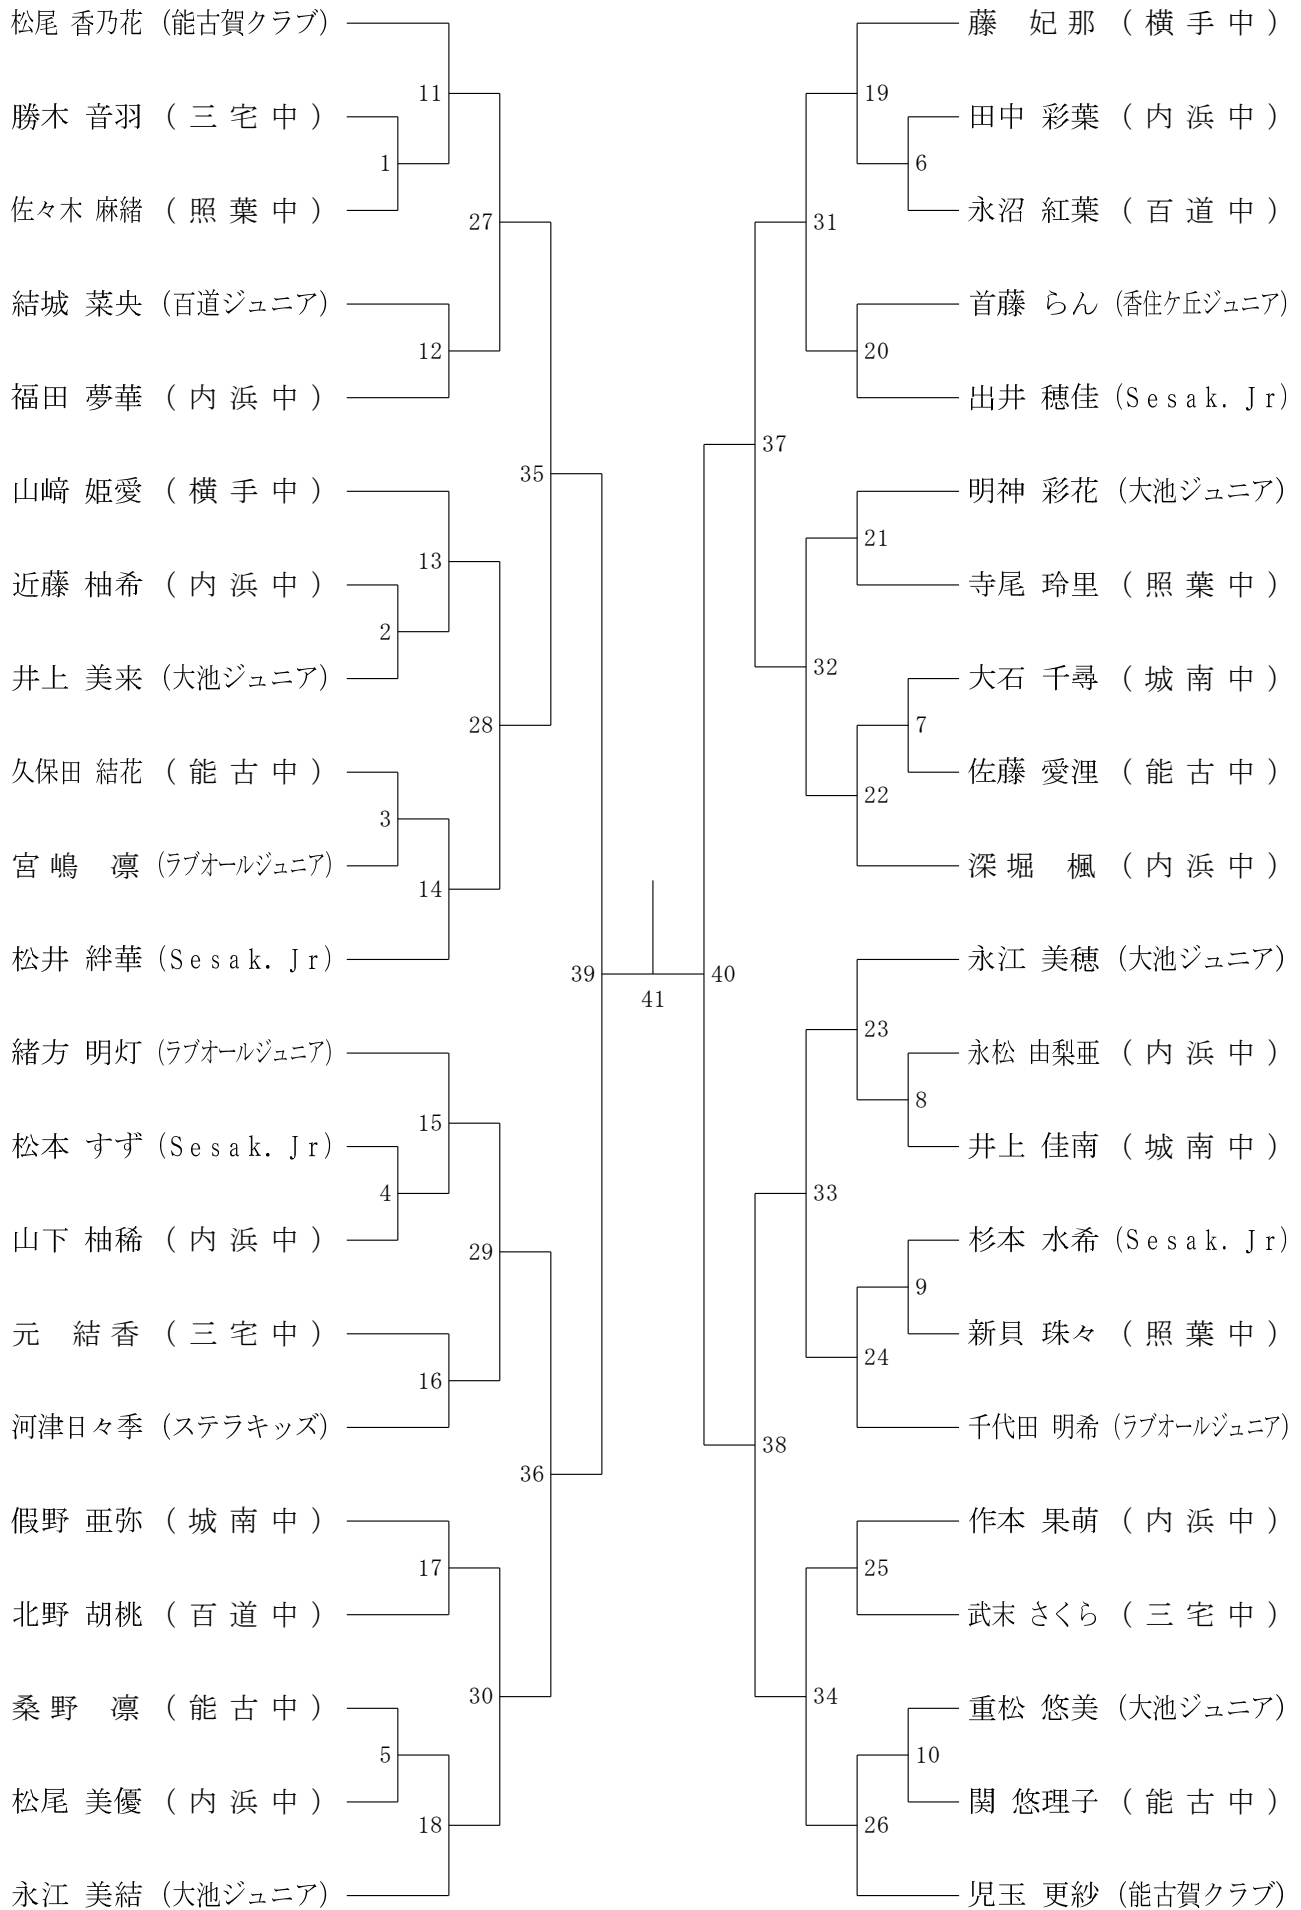 松尾 香乃花 (能古賀クラブ)
勝木 音羽 (三宅中)
佐々木 麻緒 (照葉中)
結城 菜央 (百道ジュニア)
福田 夢華 (内浜中)
山﨑 姫愛 (横手中)
近藤 柚希 (内浜中)
井上 美来 (大池ジュニア)
久保田 結花 (能古中)
宮嶋 凛 (ラブオールジュニア)
松井 絆華 (Sesak. Jr)
緒方 明灯 (ラブオールジュニア)
松本 すず (Sesak. Jr)
山下 柚稀 (内浜中)
元 結香 (三宅中)
河津日々季 (ステラキッズ)
假野 亜弥 (城南中)
北野 胡桃 (百道中)
桑野 凛 (能古中)
松尾 美優 (内浜中)
永江 美結 (大池ジュニア)
1
2
3
4
5
11
12
13
14
15
16
17
18
27
28
29
30
35
36
39
41
40
37
38
31
32
33
34
19
20
21
22
23
24
25
26
6
7
8
9
10
藤 妃那 (横手中)
田中 彩葉 (内浜中)
永沼 紅葉 (百道中)
首藤 らん (香住ケ丘ジュニア)
出井 穂佳 (Sesak. Jr)
明神 彩花 (大池ジュニア)
寺尾 玲里 (照葉中)
大石 千尋 (城南中)
佐藤 愛浬 (能古中)
深堀 楓 (内浜中)
永江 美穂 (大池ジュニア)
永松 由梨亜 (内浜中)
井上 佳南 (城南中)
杉本 水希 (Sesak. Jr)
新貝 珠々 (照葉中)
千代田 明希 (ラブオールジュニア)
作本 果萌 (内浜中)
武末 さくら (三宅中)
重松 悠美 (大池ジュニア)
関 悠理子 (能古中)
児玉 更紗 (能古賀クラブ)